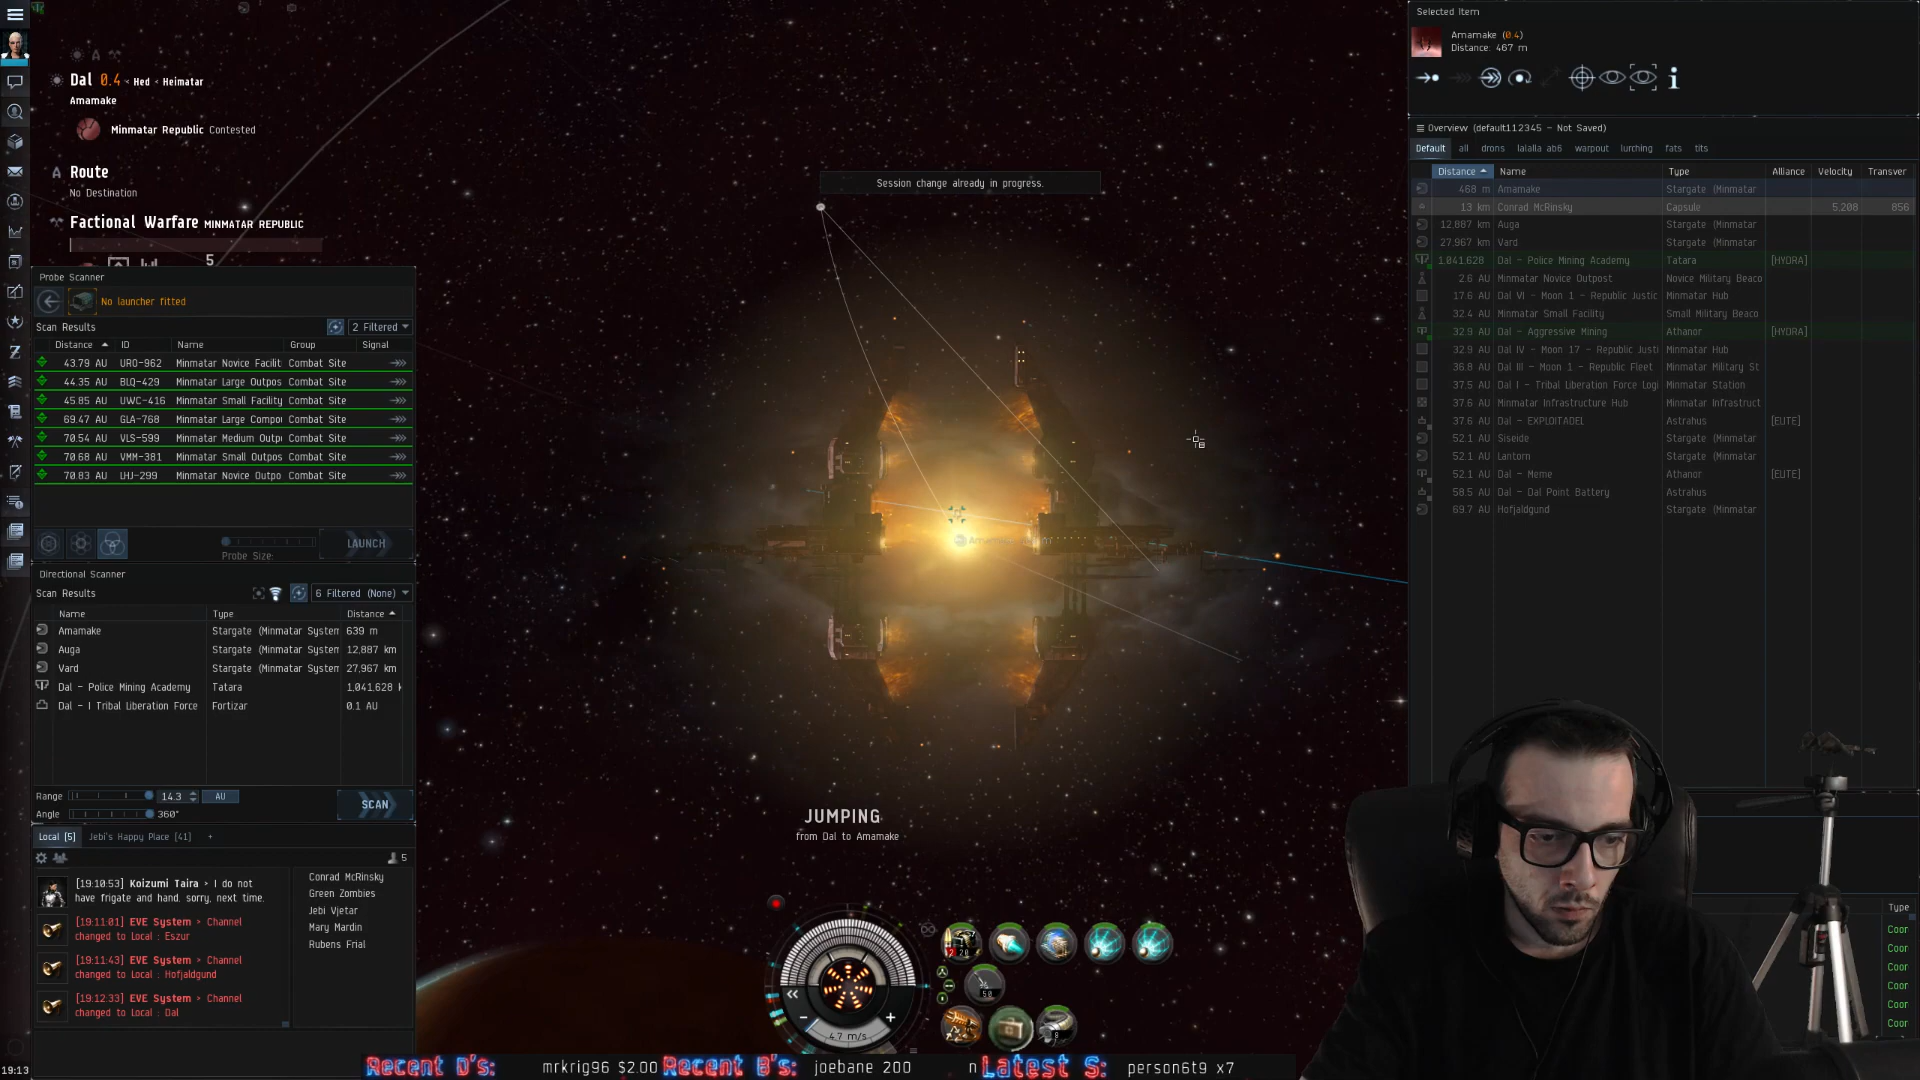 Dal 0.4 < Hed < Heimatar
Amamake
Minmatar Republic Contested
Route
No Destination
Factional Warfare MINMATAR REPUBLIC
5
Probe Scanner
No launcher fitted
Scan Results 2 Filtered
Distance ID Name Group Signal
43.79 AU URO-962 Minmatar Novice Facilit Combat Site
44.35 AU BLQ-429 Minmatar Large Outpos Combat Site
45.85 AU UWC-416 Minmatar Small Facility Combat Site
69.47 AU GLA-768 Minmatar Large Compo Combat Site
70.54 AU VLS-599 Minmatar Medium Outp Combat Site
70.68 AU VMM-381 Minmatar Small Outpos Combat Site
70.83 AU LHJ-299 Minmatar Novice Outpo Combat Site
Probe Size:
LAUNCH
Directional Scanner
Scan Results 6 Filtered (None)
Name Type Distance
Amamake Stargate (Minmatar System 639 m
Auga Stargate (Minmatar System 12,887 km
Vard Stargate (Minmatar System 27,967 km
Dal - Police Mining Academy Tatara 1,041,628 k
Dal - I Tribal Liberation Force Fortizar 0.1 AU
Range 14.3 AU
Angle 360°
SCAN
Local [5] Jebi's Happy Place [41] +
5
[19:10:53] Koizumi Taira > I do not
have frigate and hand. sorry, next time.
[19:11:01] EVE System > Channel
changed to Local : Eszur
[19:11:43] EVE System > Channel
changed to Local : Hofjaldgund
[19:12:33] EVE System > Channel
changed to Local : Dal
Conrad McRinsky
Green Zombies
Jebi Vjetar
Mary Mardin
Rubens Frial
19:13
Session change already in progress.
JUMPING
from Dal to Amamake
4.7 m/s
50
Recent D's: mrkrig96 $2.00 Recent B's: joebane 200 n Latest S: person6t9 x7
Selected Item
Amamake (0.4)
Distance: 467 m
Overview (default112345 - Not Saved)
Default all drons lalalla ab6 warpout lurching fats tits
Distance Name Type Alliance Velocity Transver
468 m Amamake Stargate (Minmatar
13 km Conrad McRinsky Capsule 5,208 856
12,887 km Auga Stargate (Minmatar
27,967 km Vard Stargate (Minmatar
1,041,628 Dal - Police Mining Academy Tatara [HYDRA]
2.6 AU Minmatar Novice Outpost Novice Military Beaco
17.6 AU Dal VI - Moon 1 - Republic Justic Minmatar Hub
32.4 AU Minmatar Small Facility Small Military Beaco
32.9 AU Dal - Aggressive Mining Athanor [HYDRA]
32.9 AU Dal IV - Moon 17 - Republic Justi Minmatar Hub
36.8 AU Dal III - Moon 1 - Republic Fleet Minmatar Military St
37.5 AU Dal I - Tribal Liberation Force Logi Minmatar Station
37.6 AU Minmatar Infrastructure Hub Minmatar Infrastruct
37.6 AU Dal - EXPLOITADEL Astrahus [ELITE]
52.1 AU Siseide Stargate (Minmatar
52.1 AU Lantorn Stargate (Minmatar
52.1 AU Dal - Meme Athanor [ELITE]
58.5 AU Dal - Dal Point Battery Astrahus
69.7 AU Hofjaldgund Stargate (Minmatar
Type
Coor
Coor
Coor
Coor
Coor
Coor